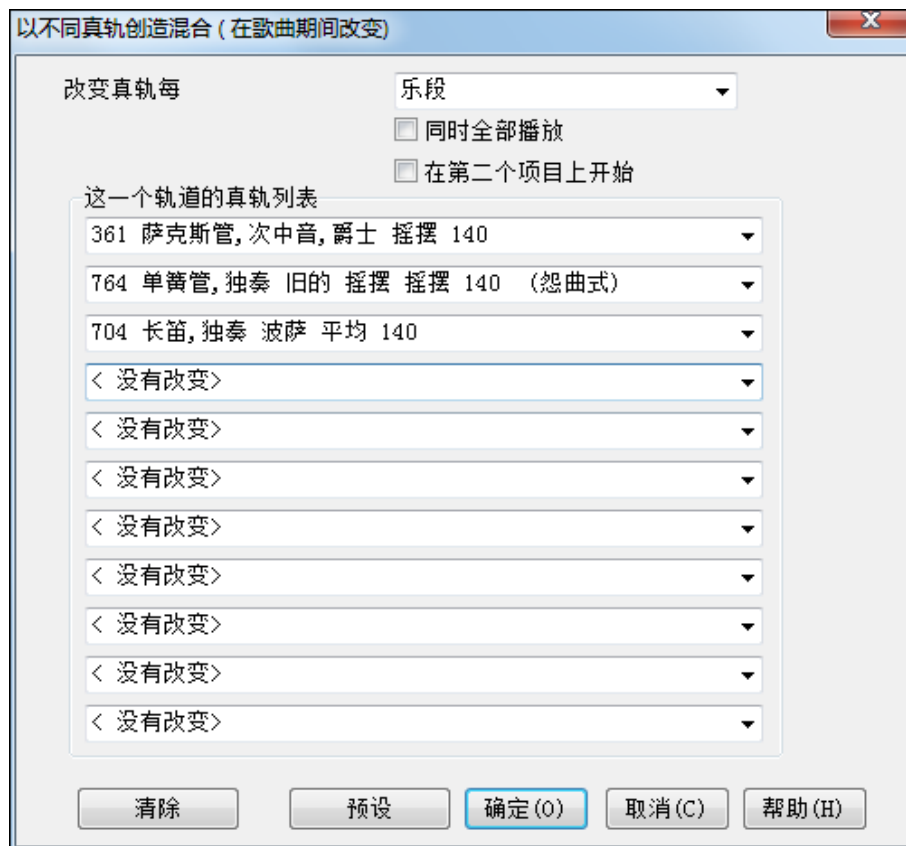 以不同真轨创造混合 ( 在歌曲期间改变)
改变真轨每 乐段
同时全部播放
在第二个项目上开始
这一个轨道的真轨列表
361 萨克斯管,次中音,爵士 摇摆 140
764 单簧管,独奏 旧的 摇摆 摇摆 140 (怨曲式)
704 长笛,独奏 波萨 平均 140
< 没有改变>
< 没有改变>
< 没有改变>
< 没有改变>
< 没有改变>
< 没有改变>
< 没有改变>
< 没有改变>
清除 预设 确定(O) 取消(C) 帮助(H)